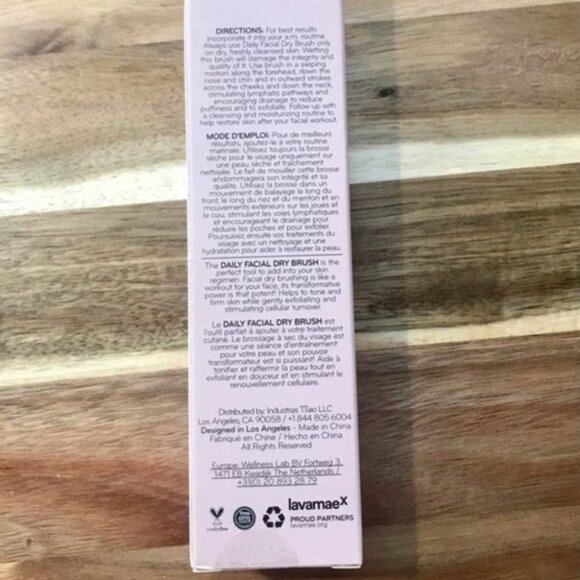 DIRECTIONS: For best results
incorporate it into your a.m. routine.
Always use Daily Facial Dry Brush only
on dry, freshly cleansed skin. Wetting
this brush will damage the integrity and
quality of it. Use brush in a swiping
motion along the forehead, down the
nose and chin and in outward strokes
across the cheeks and down the neck,
stimulating lymphatic pathways and
encouraging drainage to reduce
puffiness and to exfoliate. Follow up with
a cleansing and moisturizing routine to
help restore skin after your facial workout.
MODE D'EMPLOI: Pour de meilleurs
résultats, ajoutez-le à votre routine
matinale. Utilisez toujours la brosse
sèche pour le visage uniquement sur
une peau sèche et fraîchement
nettoyée. Le fait de mouiller cette brosse
endommagera son intégrité et sa
qualité. Utilisez la brosse dans un
mouvement de balayage le long du
front, le long du nez et du menton et en
mouvements extérieurs sur les joues et
le cou, stimulant les voies lymphatiques
et encourageant le drainage pour
réduire les poches et pour exfolier.
Poursuivez ensuite vos traitements du
visage avec un nettoyage et une
hydratation pour aider à restaurer la peau.
The DAILY FACIAL DRY BRUSH is the
perfect tool to add into your skin
regimen. Facial dry brushing is like a
workout for your face, its transformative
power is that potent! Helps to tone and
firm skin while gently exfoliating and
stimulating cellular turnover.
Le DAILY FACIAL DRY BRUSH est
l'outil parfait à ajouter à votre traitement
cutané. Le brossage à sec du visage est
comme une séance d'entraînement
pour votre peau et son pouvoir
transformateur est si puissant! Aide à
tonifier et raffermir la peau tout en
exfoliant en douceur et en stimulant le
renouvellement cellulaire.
Distributed by: Industrias TTaio LLC
Los Angeles, CA 90058 / +1 844 805 6004
Designed in Los Angeles - Made in China
Fabriqué en Chine / Hecho en China
All Rights Reserved
Europe: Wellness Lab BV Fortweg 3,
1471 EB Kwadijk The Netherlands /
+31(0) 20 893 28 79
crueltyfree
lavamaeX
PROUD PARTNERS
lavamae.org